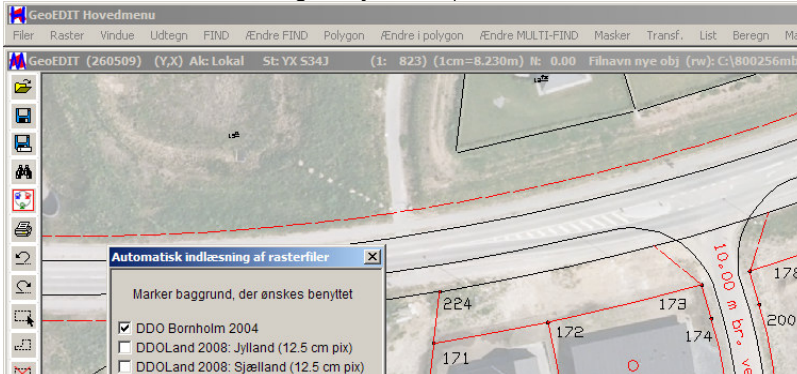 GeoEDIT Hovedmenu
Filer Raster Vindue Udtegn FIND Ændre FIND Polygon Ændre i polygon Ændre MULTI-FIND Masker Transf. List Beregn Ma
GeoEDIT (260509) (Y,X) Ak: Lokal St: YX S34J (1: 823) (1cm=8.230m) N: 0.00 Filnavn nye obj (rw): C:\800256mb
Automatisk indlæsning af rasterfiler
Marker baggrund, der ønskes benyttet
DDO Bornholm 2004
DDOLand 2008: Jylland (12.5 cm pix)
DDOLand 2008: Sjælland (12.5 cm pix)
224
173
178
172
174
200
171
10.00 m br. ve